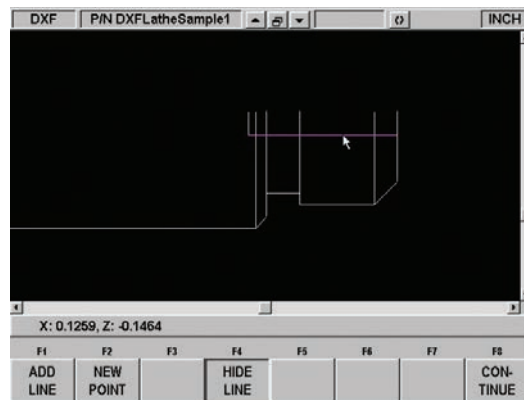 DXF P/N DXFLatheSample1 INCH
X: 0.1259, Z: -0.1464
F1 F2 F3 F4 F5 F6 F7 F8
ADD NEW HIDE CON-
LINE POINT LINE TINUE